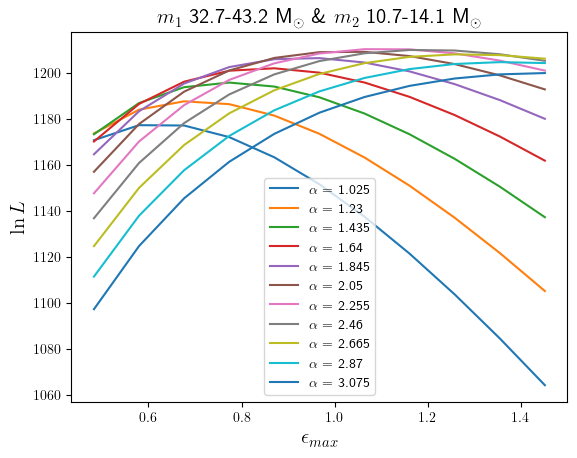 m₁ 32.7-43.2 M⊙ & m₂ 10.7-14.1 M⊙
ln L
1200
1180
1160
1140
1120
1100
1080
1060
α = 1.025
α = 1.23
α = 1.435
α = 1.64
α = 1.845
α = 2.05
α = 2.255
α = 2.46
α = 2.665
α = 2.87
α = 3.075
0.6 0.8 1.0 1.2 1.4
ϵmax